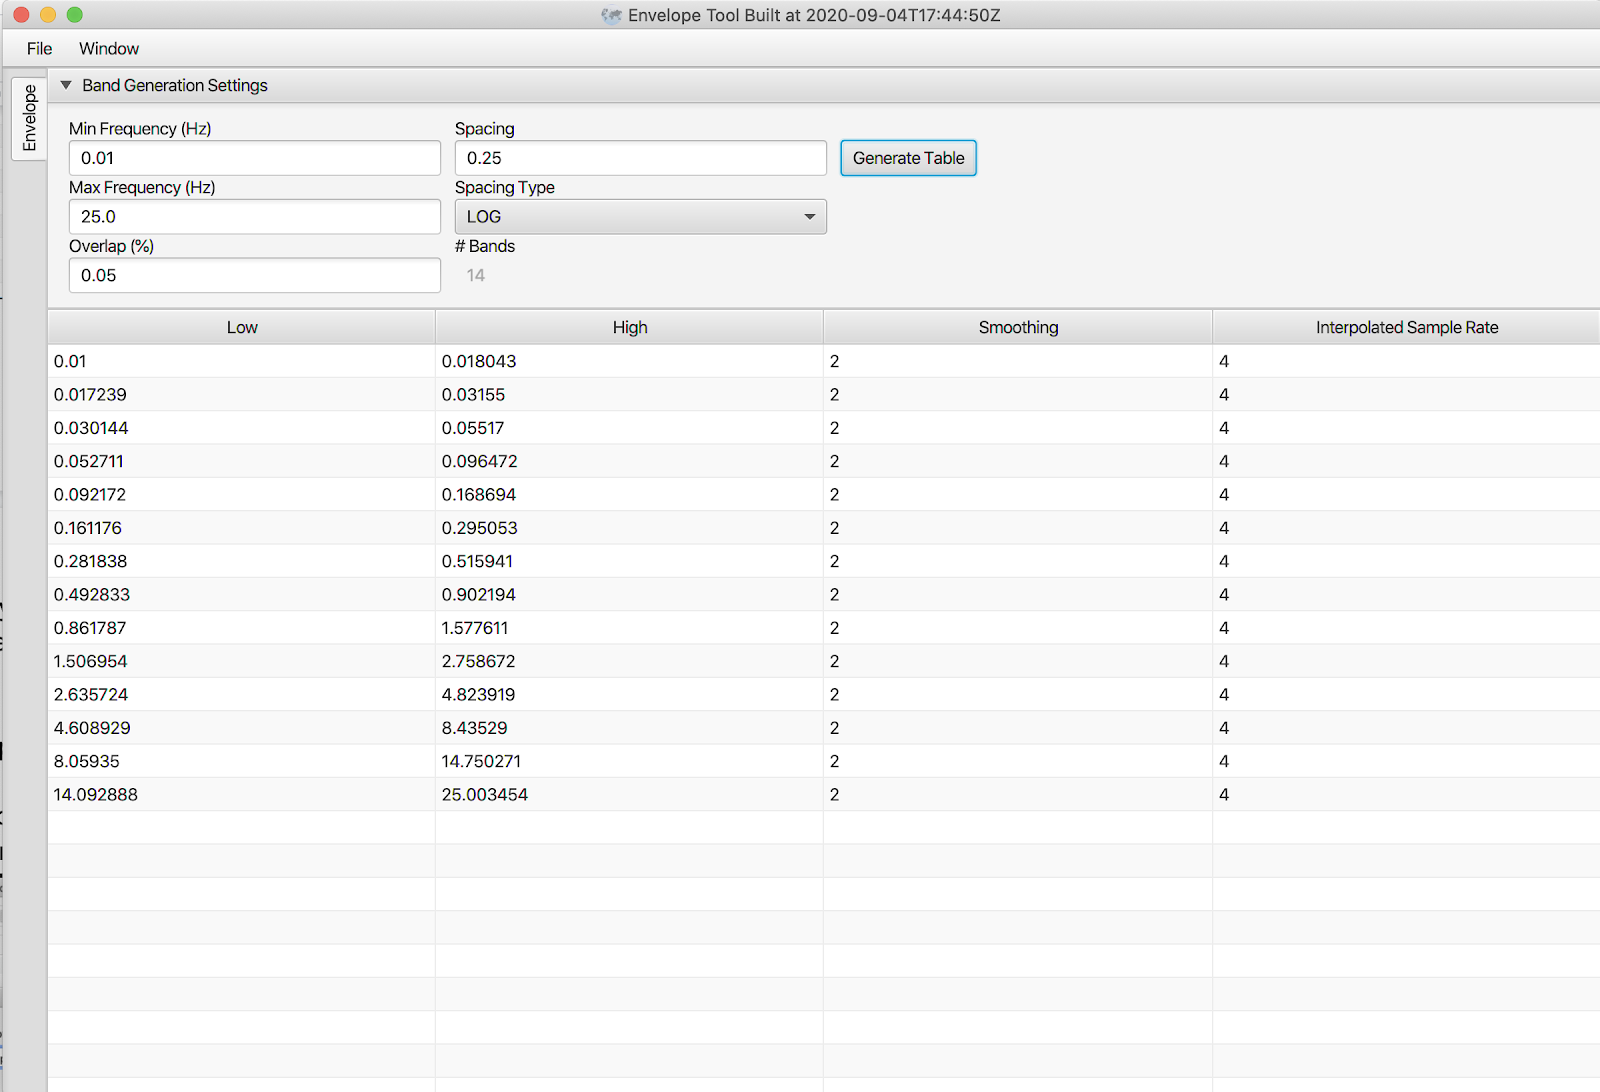 Envelope Tool Built at 2020-09-04T17:44:50Z
File Window
Envelope
Band Generation Settings
Min Frequency (Hz) Spacing
0.01 0.25 Generate Table
Max Frequency (Hz) Spacing Type
25.0 LOG
Overlap (%) # Bands
0.05 14
Low High Smoothing Interpolated Sample Rate
0.01 0.018043 2 4
0.017239 0.03155 2 4
0.030144 0.05517 2 4
0.052711 0.096472 2 4
0.092172 0.168694 2 4
0.161176 0.295053 2 4
0.281838 0.515941 2 4
0.492833 0.902194 2 4
0.861787 1.577611 2 4
1.506954 2.758672 2 4
2.635724 4.823919 2 4
4.608929 8.43529 2 4
8.05935 14.750271 2 4
14.092888 25.003454 2 4